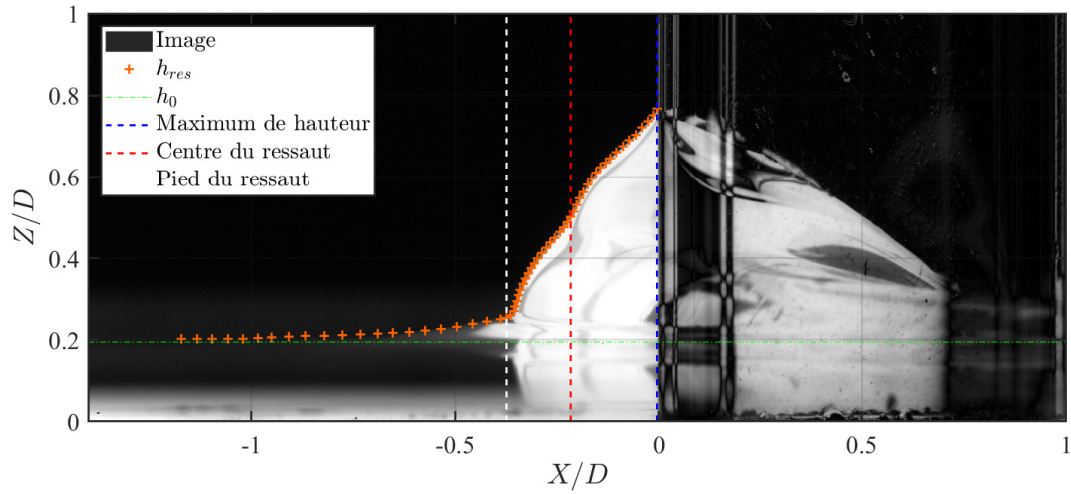 1
0.8
0.6
0.4
0.2
0
Z/D
Image
h_res
h_0
Maximum de hauteur
Centre du ressaut
Pied du ressaut
-1
-0.5
0
0.5
1
X/D